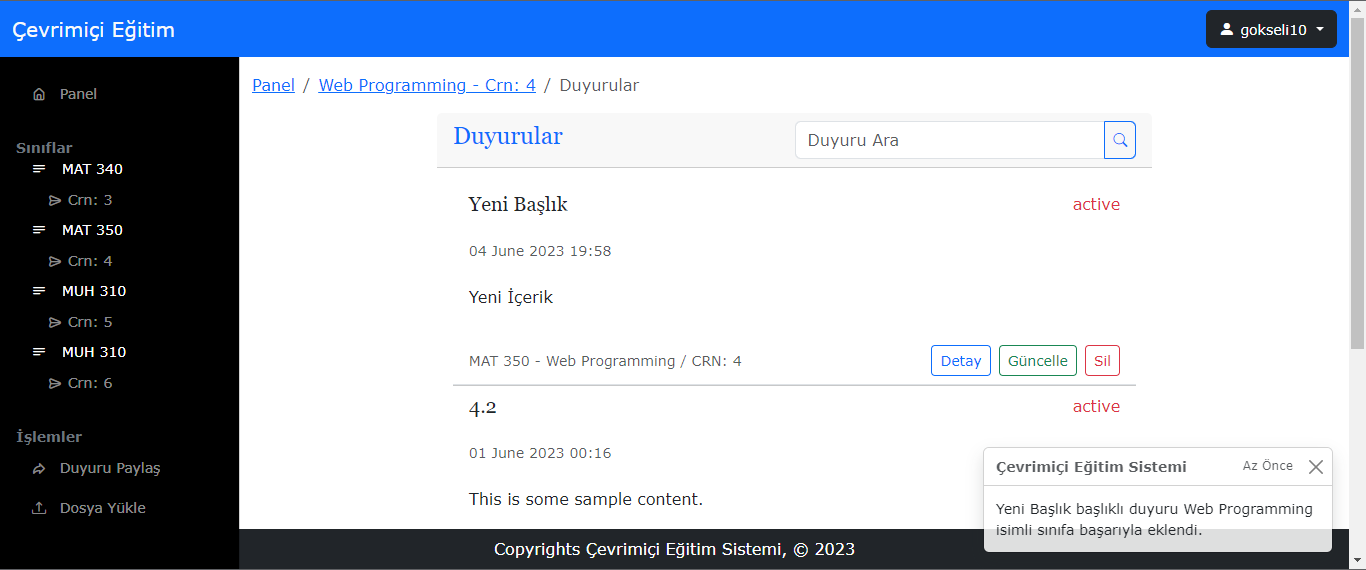 Çevrimiçi Eğitim
gokseli10
Panel
Sınıflar
MAT 340
Crn: 3
MAT 350
Crn: 4
MUH 310
Crn: 5
MUH 310
Crn: 6
İşlemler
Duyuru Paylaş
Dosya Yükle
Panel / Web Programming - Crn: 4 / Duyurular
Duyurular
Duyuru Ara
Yeni Başlık
active
04 June 2023 19:58
Yeni İçerik
MAT 350 - Web Programming / CRN: 4
Detay
Güncelle
Sil
4.2
active
01 June 2023 00:16
This is some sample content.
Çevrimiçi Eğitim Sistemi
Az Önce
Yeni Başlık başlıklı duyuru Web Programming
isimli sınıfa başarıyla eklendi.
Copyrights Çevrimiçi Eğitim Sistemi, © 2023